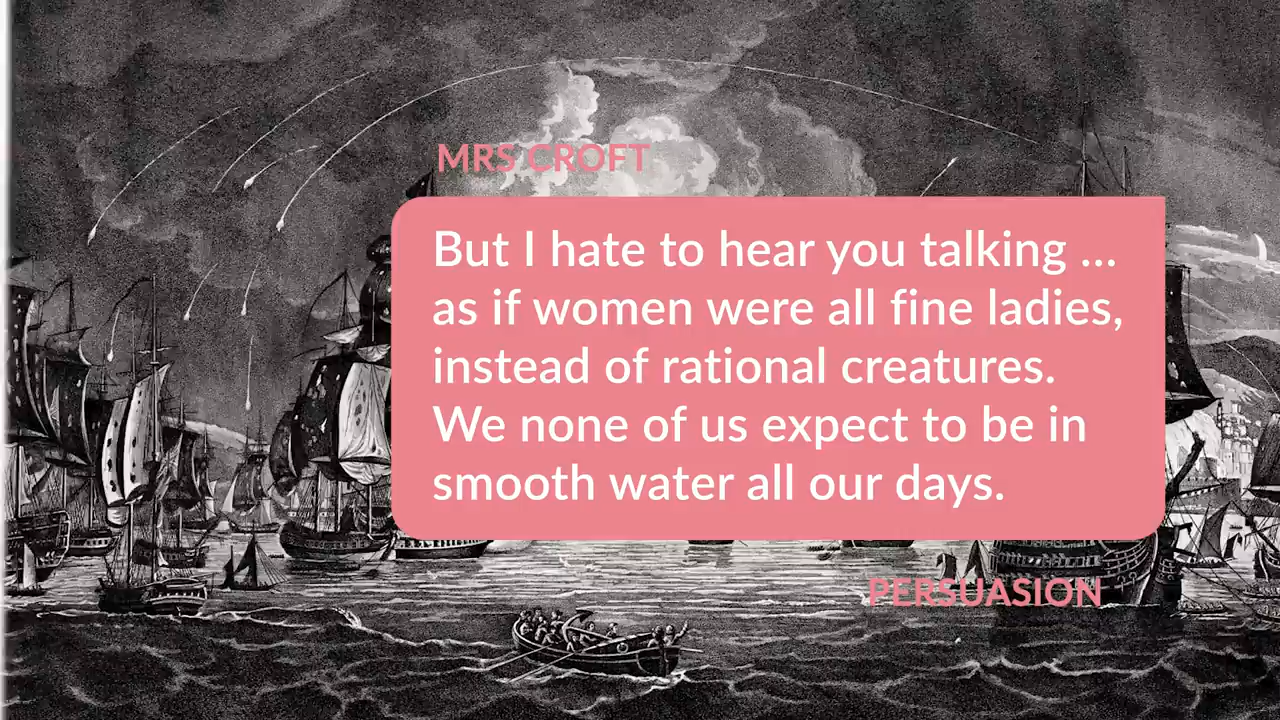 MRS CROFT
But I hate to hear you talking ...
as if women were all fine ladies,
instead of rational creatures.
We none of us expect to be in
smooth water all our days.
PERSUASION